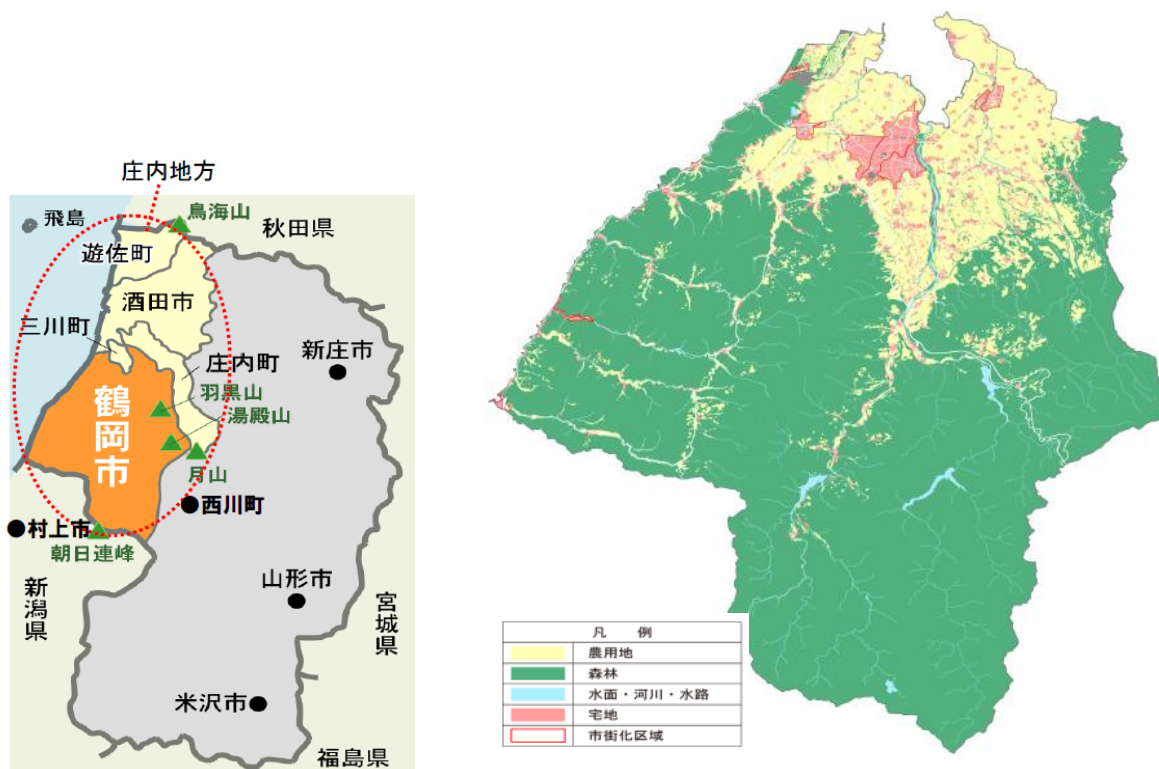 庄内地方
飛島
鳥海山
秋田県
遊佐町
酒田市
三川町
新庄市
庄内町
羽黒山
鶴岡市
湯殿山
月山
西川町
村上市
朝日連峰
新潟県
山形市
宮城県
米沢市
福島県
凡 例
農用地
森林
水面・河川・水路
宅地
市街化区域